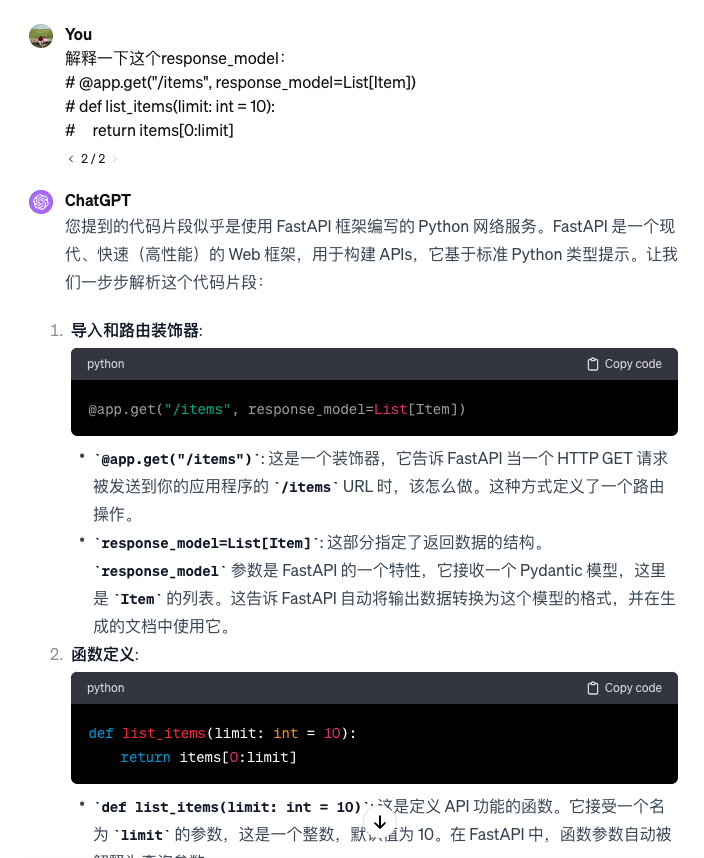 You
解释一下这个response_model：
# @app.get("/items", response_model=List[Item])
# def list_items(limit: int = 10):
#     return items[0:limit]
2 / 2
ChatGPT
您提到的代码片段似乎是使用 FastAPI 框架编写的 Python 网络服务。FastAPI 是一个现
代、快速（高性能）的 Web 框架，用于构建 APIs，它基于标准 Python 类型提示。让我
们一步步解析这个代码片段：
1. 导入和路由装饰器:
python
Copy code
@app.get("/items", response_model=List[Item])
• `@app.get("/items")`: 这是一个装饰器，它告诉 FastAPI 当一个 HTTP GET 请求
被发送到你的应用程序的 `/items` URL 时，该怎么做。这种方式定义了一个路由
操作。
• `response_model=List[Item]`: 这部分指定了返回数据的结构。
`response_model` 参数是 FastAPI 的一个特性，它接收一个 Pydantic 模型，这里
是 `Item` 的列表。这告诉 FastAPI 自动将输出数据转换为这个模型的格式，并在生
成的文档中使用它。
2. 函数定义:
python
Copy code
def list_items(limit: int = 10):
    return items[0:limit]
• `def list_items(limit: int = 10)`: 这是定义 API 功能的函数。它接受一个名
为 `limit` 的参数，这是一个整数，默认值为 10。在 FastAPI 中，函数参数自动被